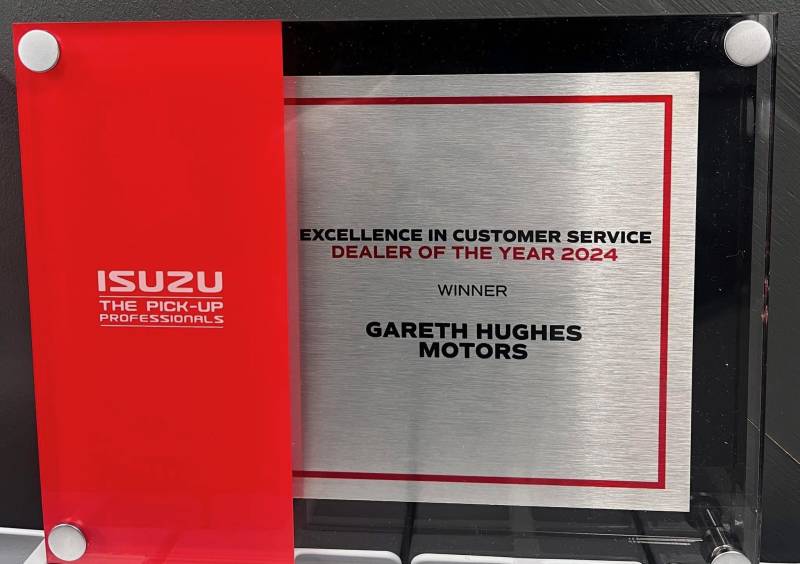 ISUZU
THE PICK-UP
PROFESSIONALS
EXCELLENCE IN CUSTOMER SERVICE
DEALER OF THE YEAR 2024
WINNER
GARETH HUGHES
MOTORS